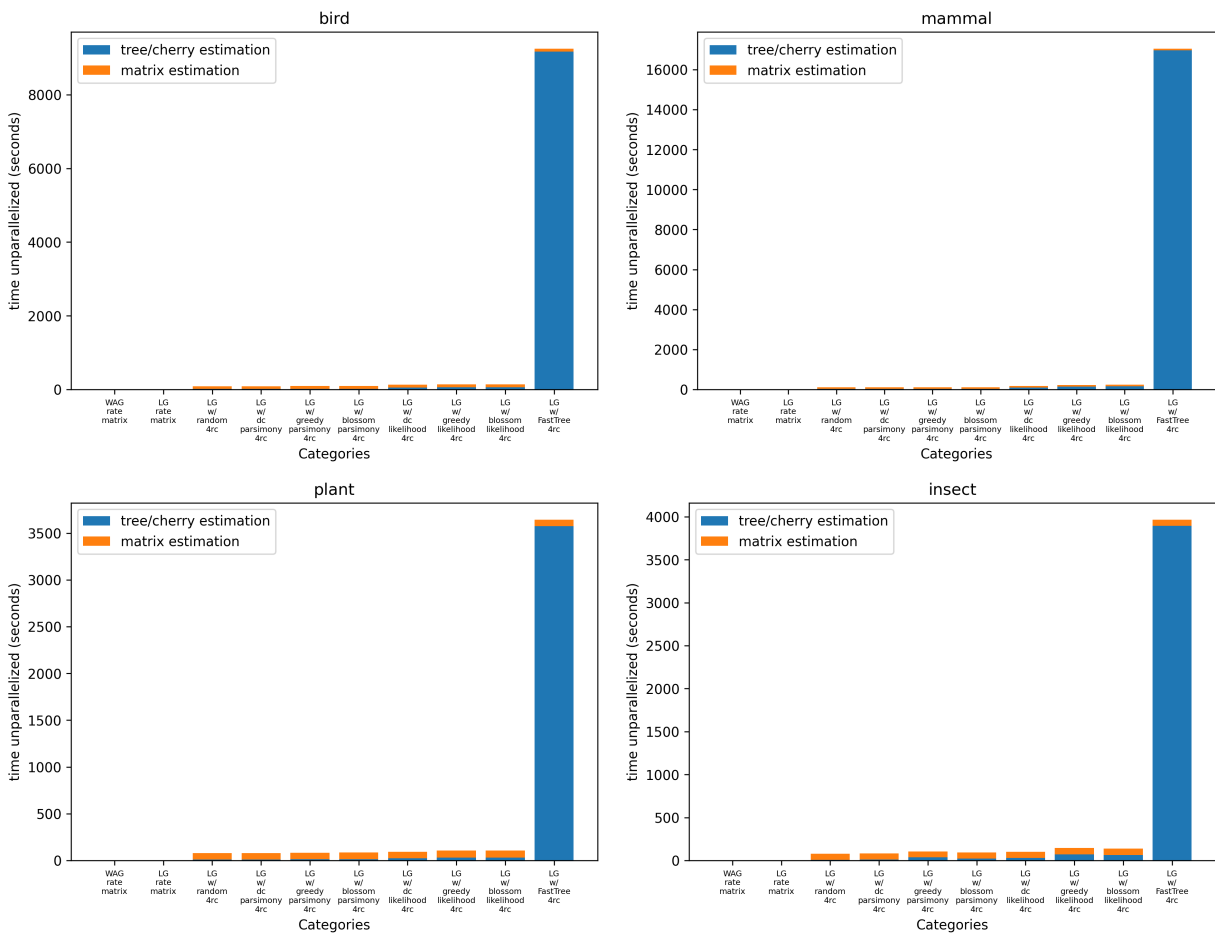 bird
tree/cherry estimation
matrix estimation
time unparallelized (seconds)
8000
6000
4000
2000
0
WAG
rate
matrix
LG
rate
matrix
LG
w/
random
4rc
LG
w/
dc
parsimony
4rc
LG
w/
greedy
parsimony
4rc
LG
w/
blossom
parsimony
4rc
LG
w/
dc
likelihood
4rc
LG
w/
greedy
likelihood
4rc
LG
w/
blossom
likelihood
4rc
LG
w/
FastTree
4rc
Categories
mammal
tree/cherry estimation
matrix estimation
time unparallelized (seconds)
16000
14000
12000
10000
8000
6000
4000
2000
0
WAG
rate
matrix
LG
rate
matrix
LG
w/
random
4rc
LG
w/
dc
parsimony
4rc
LG
w/
greedy
parsimony
4rc
LG
w/
blossom
parsimony
4rc
LG
w/
dc
likelihood
4rc
LG
w/
greedy
likelihood
4rc
LG
w/
blossom
likelihood
4rc
LG
w/
FastTree
4rc
Categories
plant
tree/cherry estimation
matrix estimation
time unparallelized (seconds)
3500
3000
2500
2000
1500
1000
500
0
WAG
rate
matrix
LG
rate
matrix
LG
w/
random
4rc
LG
w/ dc
parsimony
4rc
LG
w/
greedy
parsimony
4rc
LG
w/
blossom
parsimony
4rc
LG
w/
dc
likelihood
4rc
LG
w/
greedy
likelihood
4rc
LG
w/
blossom
likelihood
4rc
LG
w/
FastTree
4rc
Categories
insect
tree/cherry estimation
matrix estimation
time unparallelized (seconds)
4000
3500
3000
2500
2000
1500
1000
500
0
WAG
rate
matrix
LG
rate
matrix
LG
w/
random
4rc
LG
w/ dc
parsimony
4rc
LG
w/
greedy
parsimony
4rc
LG
w/
blossom
parsimony
4rc
LG
w/
dc
likelihood
4rc
LG
w/
greedy
likelihood
4rc
LG
w/
blossom
likelihood
4rc
LG
w/
FastTree
4rc
Categories